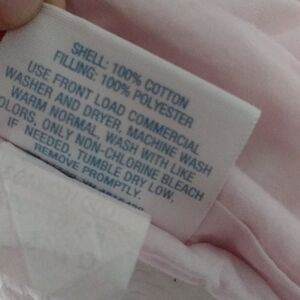 SHELL: 100% COTTON
FILLING: 100% POLYESTER
USE FRONT LOAD COMMERCIAL
WASHER AND DRYER, MACHINE WASH
WARM NORMAL, WASH WITH LIKE
COLORS, ONLY NON-CHLORINE BLEACH
IF NEEDED, TUMBLE DRY LOW,
REMOVE PROMPTLY.